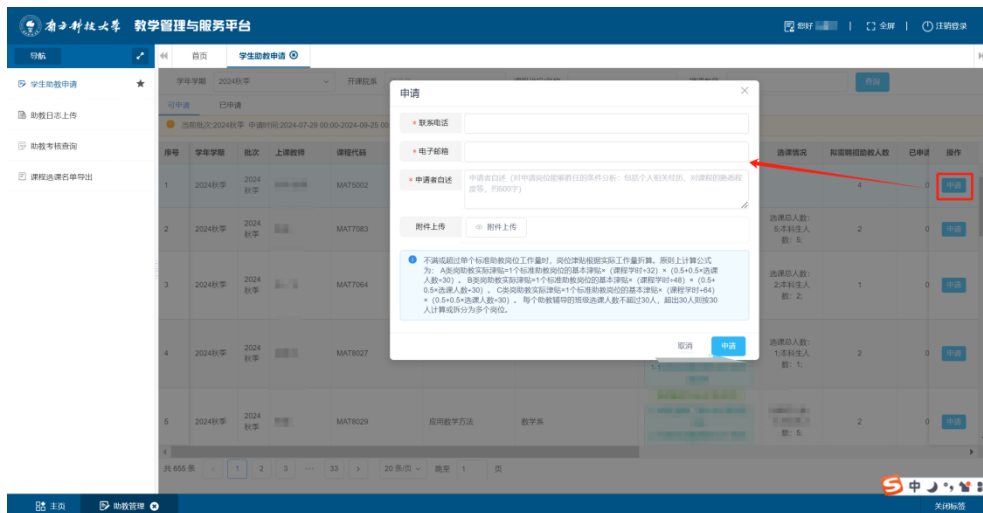 南方科技大学 教学管理与服务平台
您好 | 全屏 | 注销登录
导航 首页 学生助教申请
学生助教申请
助教日志上传
助教考核查询
课程选课名单导出
学年学期 2024秋季 开课院系
查询
可申请 已申请
当前批次:2024秋季 申请时间:2024-07-29 00:00-2024-09-25 00
序号 学年学期 批次 上课教师 课程代码 选课情况 拟需聘招助教人数 已申请 操作
1 2024秋季 2024秋季 MAT5002 4 0 申请
2 2024秋季 2024秋季 MAT7083 选课总人数:5;本科生人数: 5; 0 申请
3 2024秋季 2024秋季 MAT7064 选课总人数:2;本科生人数: 2; 1 0 申请
4 2024秋季 2024秋季 MAT8027 选课总人数:1;本科生人数: 1; 2 0 申请
5 2024秋季 2024秋季 MAT8029 应用数学方法 数学系 数: 5; 2 0 申请
申请
* 联系电话
* 电子邮箱
* 申请者自述 申请者自述(对申请岗位能够胜任的条件分析:包括个人相关经历、对课程的熟悉程
度等,约500字)
附件上传 附件上传
不满或超过单个标准助教岗位工作量时,岗位津贴根据实际工作量折算。原则上计算公式
为: A类岗助教实际津贴=1个标准助教岗位的基本津贴×(课程学时÷32)×(0.5+0.5×选课
人数÷30)。 B类岗助教实际津贴=1个标准助教岗位的基本津贴×(课程学时÷48)×(0.5+
0.5×选课人数÷30)。 C类岗助教实际津贴=1个标准助教岗位的基本津贴×(课程学时÷64)
×(0.5+0.5×选课人数÷30)。 每个助教辅导的班级选课人数不超过30人,超出30人则按30
人计算或拆分为多个岗位。
取消 申请
共 655 条 1 2 3 ··· 33 20 条/页 跳至 1 页
中
主页 助教管理 关闭标签